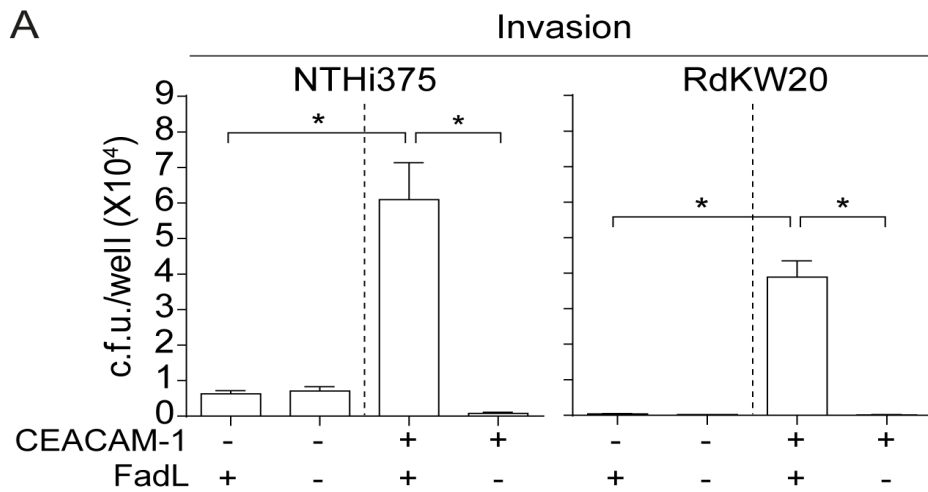 A
Invasion
NTHi375 RdKW20
c.f.u./well (X10⁴)
9
8
7
6
5
4
3
2
1
0
* *
* *
CEACAM-1 - - + + - - + +
FadL + - + - + - + -